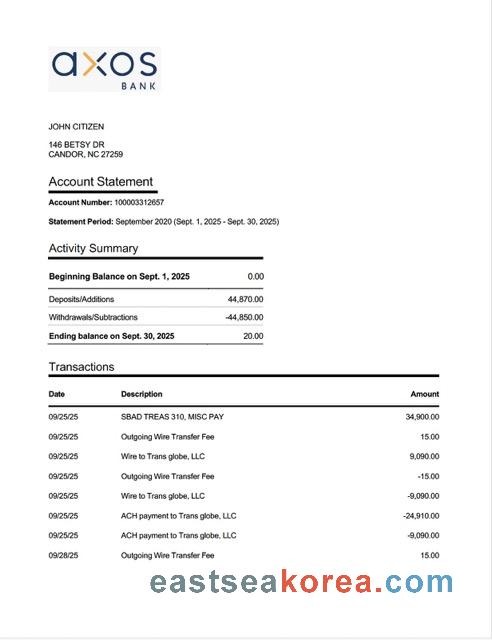 axos
BANK
JOHN CITIZEN
146 BETSY DR
CANDOR, NC 27259
Account Statement
Account Number: 100003312657
Statement Period: September 2020 (Sept. 1, 2025 - Sept. 30, 2025)
Activity Summary
Beginning Balance on Sept. 1, 2025 0.00
Deposits/Additions 44,870.00
Withdrawals/Subtractions -44,850.00
Ending balance on Sept. 30, 2025 20.00
Transactions
Date Description Amount
09/25/25 SBAD TREAS 310, MISC PAY 34,900.00
09/25/25 Outgoing Wire Transfer Fee 15.00
09/25/25 Wire to Trans globe, LLC 9,090.00
09/25/25 Outgoing Wire Transfer Fee -15.00
09/25/25 Wire to Trans globe, LLC -9,090.00
09/25/25 ACH payment to Trans globe, LLC -24,910.00
09/25/25 ACH payment to Trans globe, LLC -9,090.00
09/28/25 Outgoing Wire Transfer Fee 15.00
eastseakorea.com